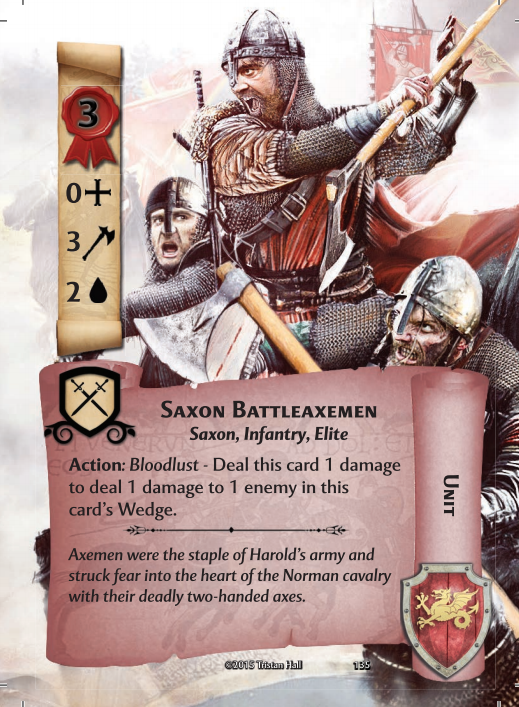 3
0
3
2
Saxon Battleaxemen
Saxon, Infantry, Elite
Action: Bloodlust - Deal this card 1 damage
to deal 1 damage to 1 enemy in this
card's Wedge.
Axemen were the staple of Harold's army and
struck fear into the heart of the Norman cavalry
with their deadly two-handed axes.
Unit
©2015 Tristan Hall
135